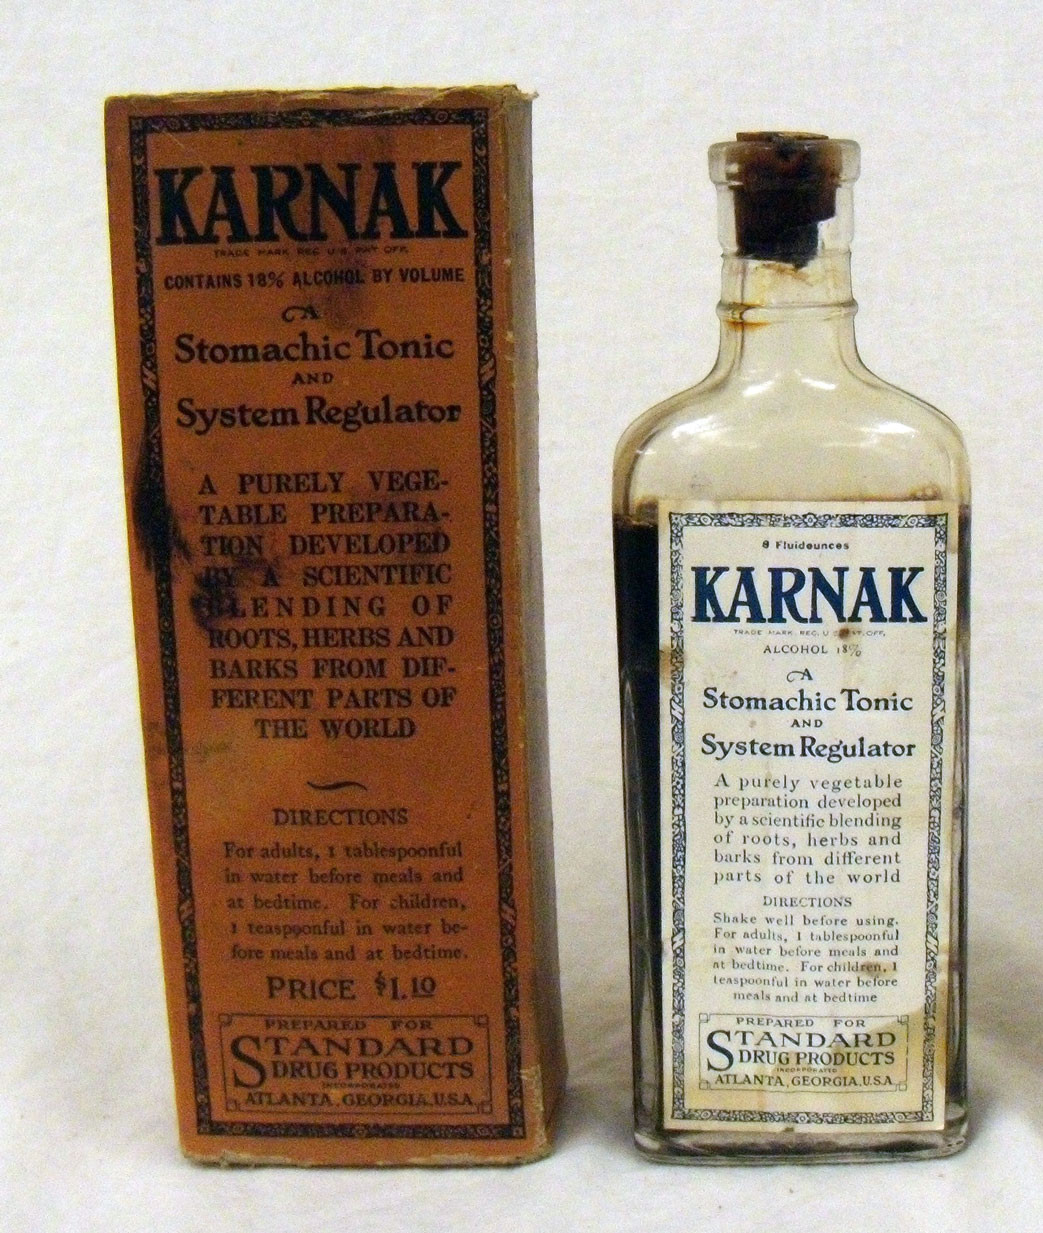 KARNAK
TRADE MARK REG. U.S. PAT. OFF.
CONTAINS 18% ALCOHOL BY VOLUME
A
Stomachic Tonic
AND
System Regulator
A PURELY VEGE-
TABLE PREPARA-
TION DEVELOPED
BY A SCIENTIFIC
BLENDING OF
ROOTS, HERBS AND
BARKS FROM DIF-
FERENT PARTS OF
THE WORLD
DIRECTIONS
For adults, 1 tablespoonful
in water before meals and
at bedtime. For children,
1 teaspoonful in water be-
fore meals and at bedtime.
PRICE $1.10
PREPARED FOR
STANDARD
DRUG PRODUCTS
INCORPORATED
ATLANTA, GEORGIA, U.S.A.
8 Fluidounces
KARNAK
TRADE MARK. REG. U.S. PAT. OFF.
ALCOHOL 18%
A
Stomachic Tonic
AND
System Regulator
A purely vegetable
preparation developed
by a scientific blending
of roots, herbs and
barks from different
parts of the world
DIRECTIONS
Shake well before using.
For adults, 1 tablespoonful
in water before meals and
at bedtime. For children, 1
teaspoonful in water before
meals and at bedtime
PREPARED FOR
STANDARD
DRUG PRODUCTS
INCORPORATED
ATLANTA, GEORGIA, U.S.A.